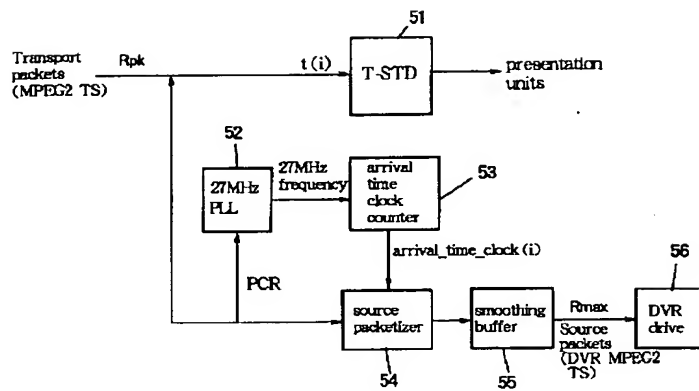 51
Transport
packets
(MPEG2 TS)
Rpk
t(i)
T-STD
presentation
units
52
27MHz
PLL
27MHz
frequency
arrival
time
clock
counter
53
arrival_time_clock(i)
PCR
source
packetizer
54
smoothing
buffer
55
Rmax
Source
packets
(DVR MPEG2
TS)
56
DVR
drive